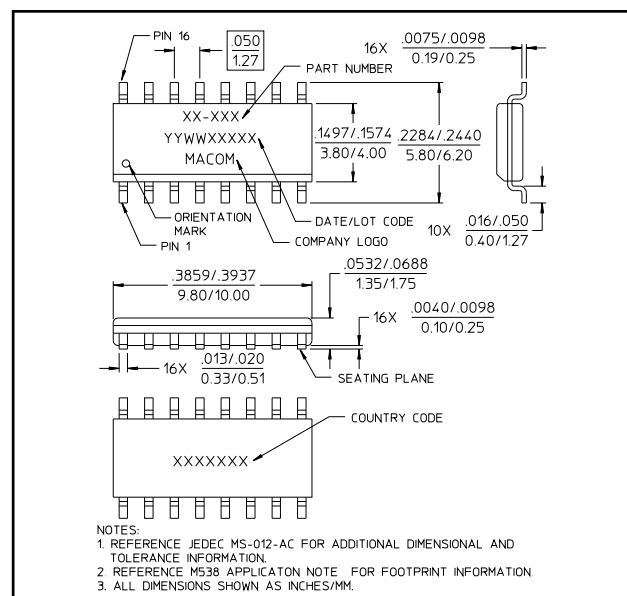 PIN 16
.050
1.27
PART NUMBER
16X .0075/.0098
0.19/0.25
XX-XXX
YYWWXXXXX
MACOM
.1497/.1574
3.80/4.00
.2284/.2440
5.80/6.20
ORIENTATION
MARK
PIN 1
DATE/LOT CODE
COMPANY LOGO
10X .016/.050
0.40/1.27
.3859/.3937
9.80/10.00
.0532/.0688
1.35/1.75
16X .0040/.0098
0.10/0.25
16X .013/.020
0.33/0.51
SEATING PLANE
COUNTRY CODE
XXXXXXX
NOTES:
1. REFERENCE JEDEC MS-012-AC FOR ADDITIONAL DIMENSIONAL AND
TOLERANCE INFORMATION.
2. REFERENCE M538 APPLICATON NOTE FOR FOOTPRINT INFORMATION.
3. ALL DIMENSIONS SHOWN AS INCHES/MM.